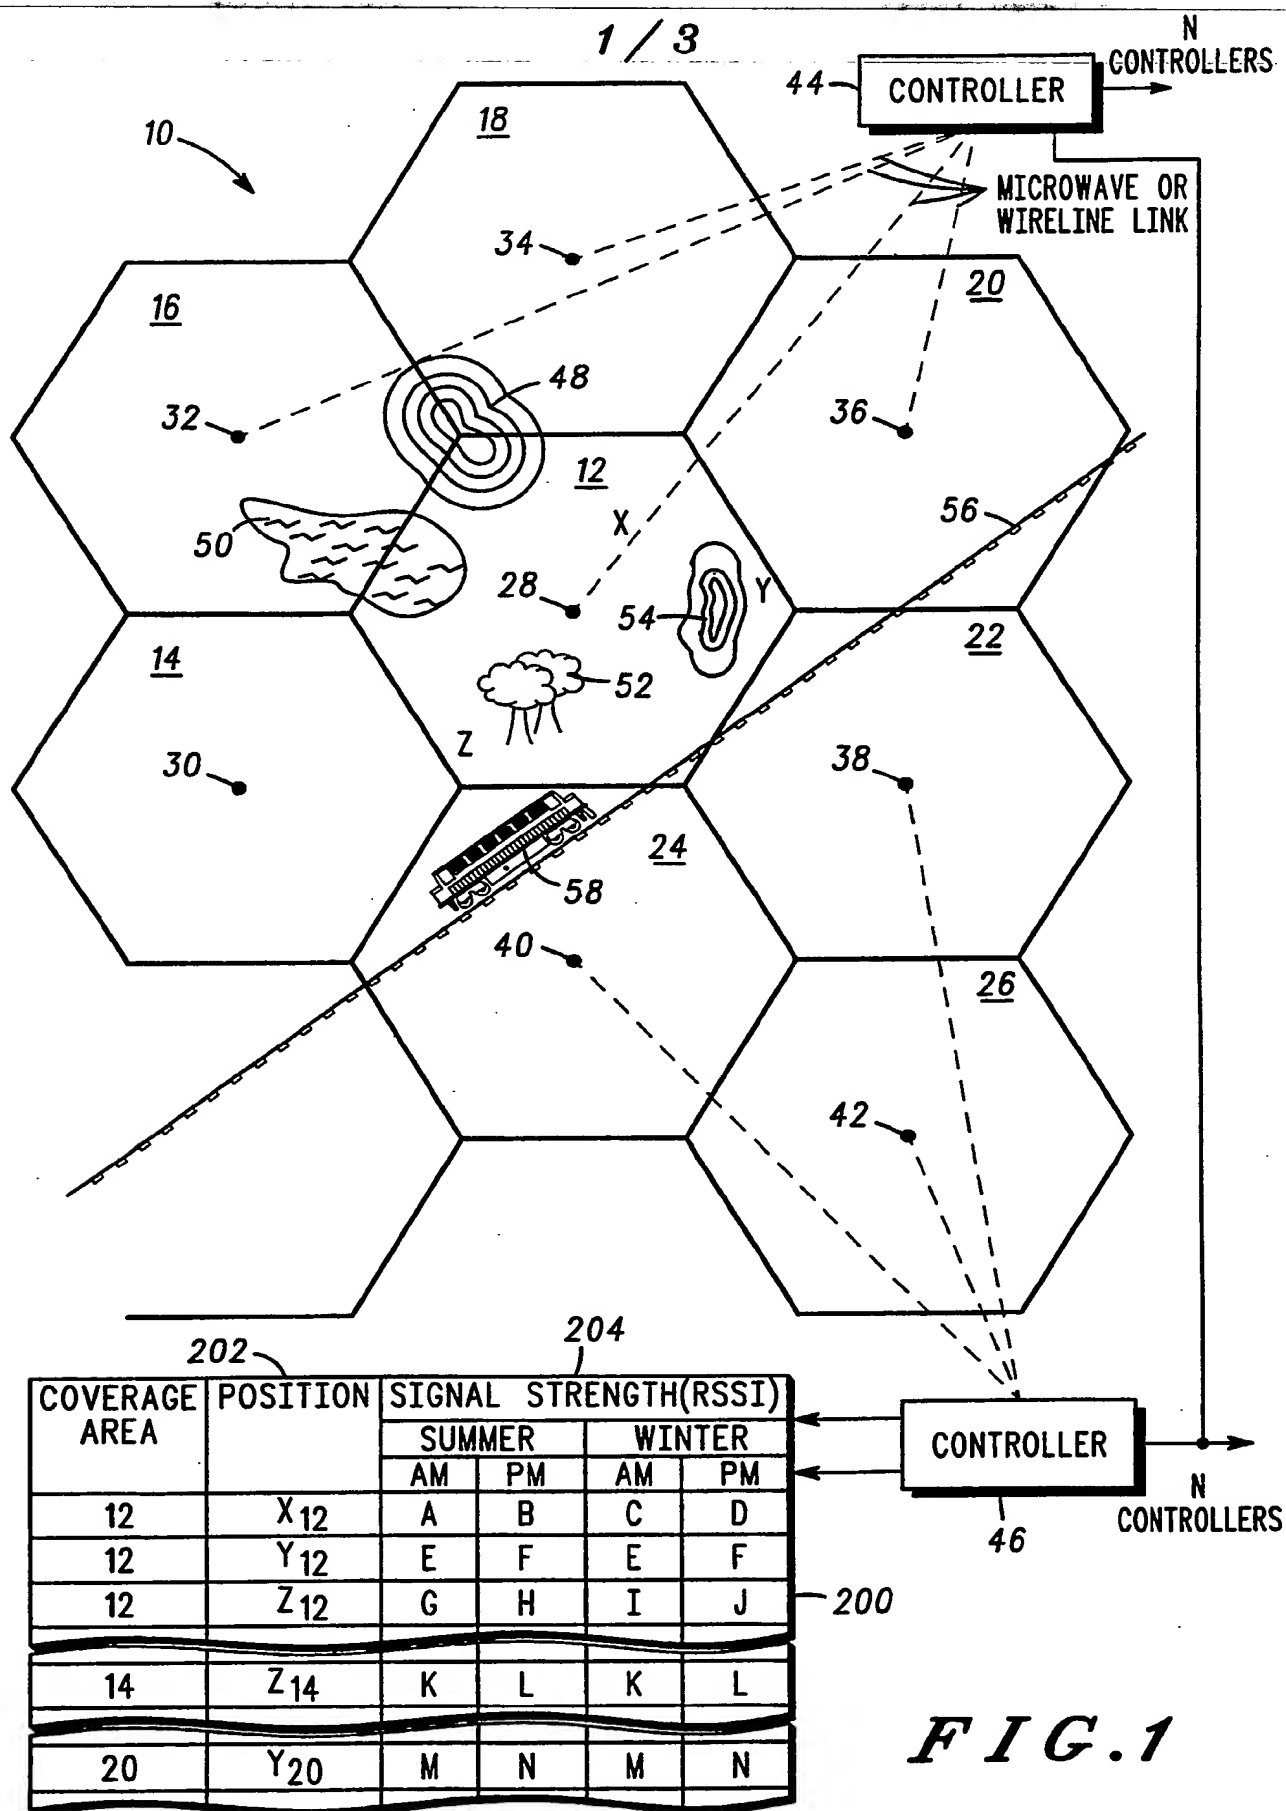 1/3
N
CONTROLLERS
44
CONTROLLER
10
18
MICROWAVE OR
WIRELINE LINK
34
20
16
48
32
36
12
56
X
50
28
54
Y
22
14
52
Z
30
38
24
58
40
26
42
202
204
COVERAGE AREA POSITION SIGNAL STRENGTH(RSSI)
SUMMER WINTER
AM PM AM PM
12 X12 A B C D
12 Y12 E F E F
12 Z12 G H I J
200
14 Z14 K L K L
20 Y20 M N M N
CONTROLLER
N
CONTROLLERS
46
FIG.1